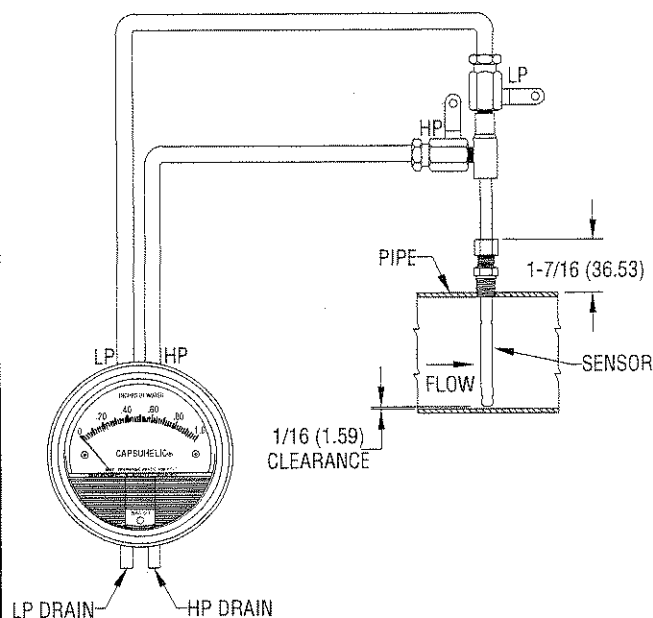 LP
HP
PIPE
1-7/16 (36.53)
LP
HP
SENSOR
FLOW
INCHES OF WATER
0 .20 .40 .60 .80 1.0
1/16 (1.59)
CLEARANCE
CAPSUHELIC®
LP DRAIN
HP DRAIN